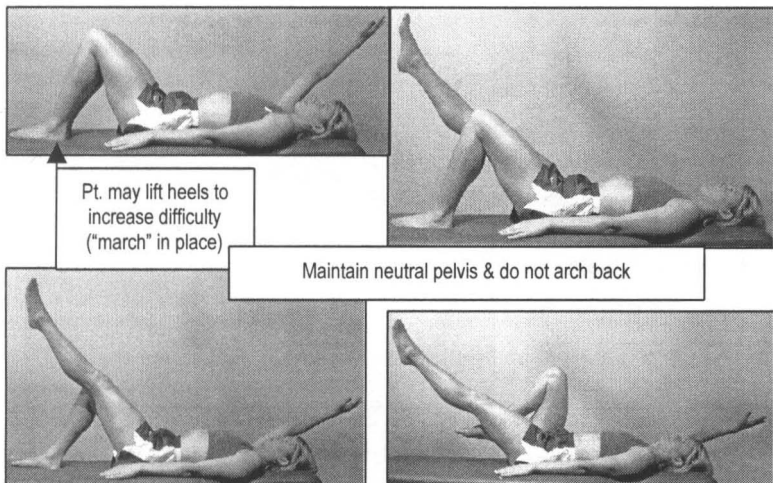 Pt. may lift heels to
increase difficulty
("march" in place)
Maintain neutral pelvis & do not arch back